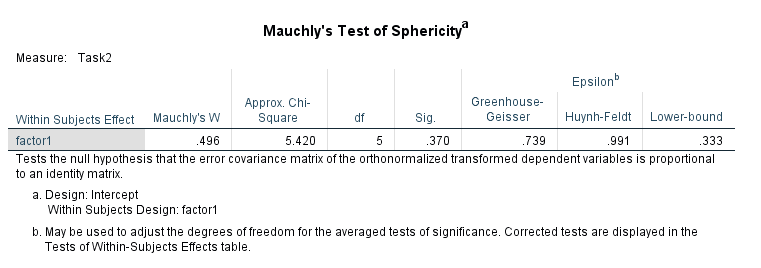 Mauchly's Test of Sphericitya
Measure: Task2
Epsilonb
Within Subjects Effect Mauchly's W Approx. Chi-Square df Sig. Greenhouse-Geisser Huynh-Feldt Lower-bound
factor1 .496 5.420 5 .370 .739 .991 .333
Tests the null hypothesis that the error covariance matrix of the orthonormalized transformed dependent variables is proportional
to an identity matrix.
a. Design: Intercept
Within Subjects Design: factor1
b. May be used to adjust the degrees of freedom for the averaged tests of significance. Corrected tests are displayed in the
Tests of Within-Subjects Effects table.